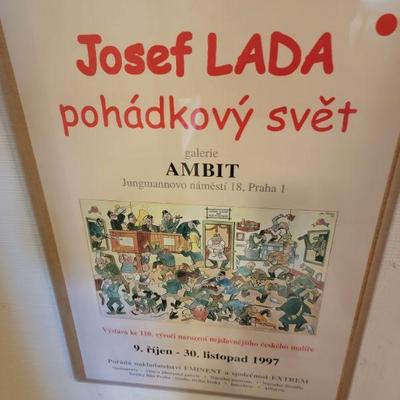 Josef LADA
pohádkový svět
galerie
AMBIT
Jungmannovo náměstí 18, Praha 1
Výstava ke 110. výročí narození nejslavnějšího českého malíře
9. říjen - 30. listopad 1997
Pořádá nakladatelství EMINENT a společnost EXTREM